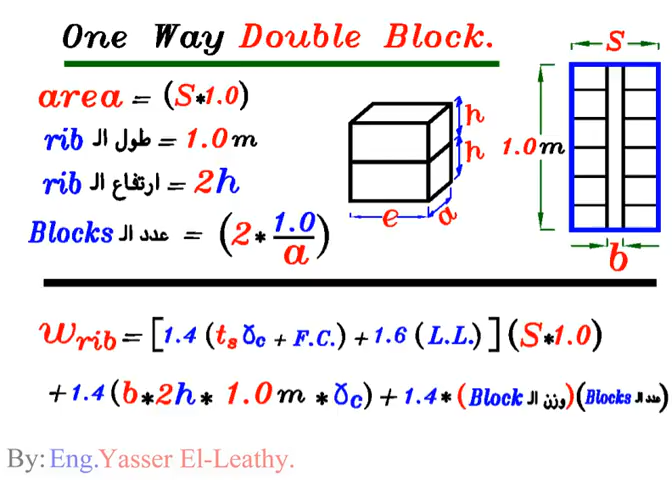 One Way Double Block.
area = (S*1.0)
rib طول ال = 1.0 m
rib ارتفاع ال = 2h
Blocks عدد ال = (2 * 1.0/a)
h
h
e
a
S
1.0 m
b
wrib = [1.4 (ts γc + F.C.) + 1.6 (L.L.)] (S*1.0)
+ 1.4 (b*2h* 1.0 m * γc) + 1.4 * (Block وزن ال) (Blocks عدد ال)
By: Eng.Yasser El-Leathy.